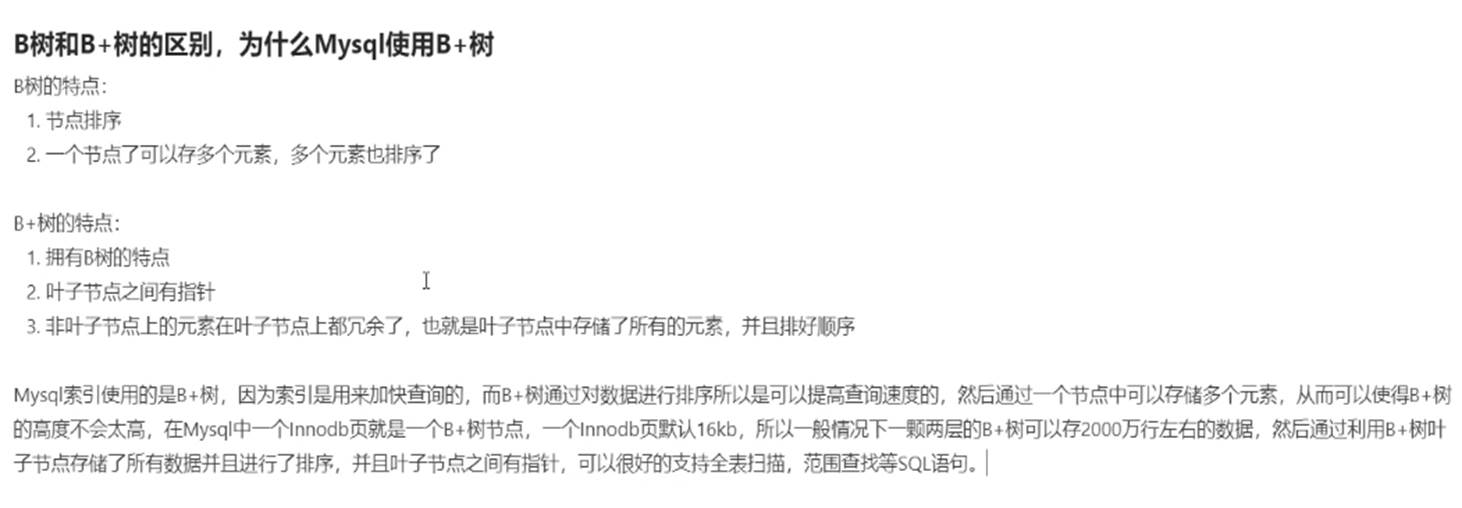 B树和B+树的区别，为什么Mysql使用B+树
B树的特点：
1. 节点排序
2. 一个节点了可以存多个元素，多个元素也排序了
B+树的特点：
1. 拥有B树的特点
2. 叶子节点之间有指针
3. 非叶子节点上的元素在叶子节点上都冗余了，也就是叶子节点中存储了所有的元素，并且排好顺序
Mysql索引使用的是B+树，因为索引是用来加快查询的，而B+树通过对数据进行排序所以是可以提高查询速度的，然后通过一个节点中可以存储多个元素，从而可以使得B+树
的高度不会太高，在Mysql中一个Innodb页就是一个B+树节点，一个Innodb页默认16kb，所以一般情况下一颗两层的B+树可以存2000万行左右的数据，然后通过利用B+树叶
子节点存储了所有数据并且进行了排序，并且叶子节点之间有指针，可以很好的支持全表扫描，范围查找等SQL语句。